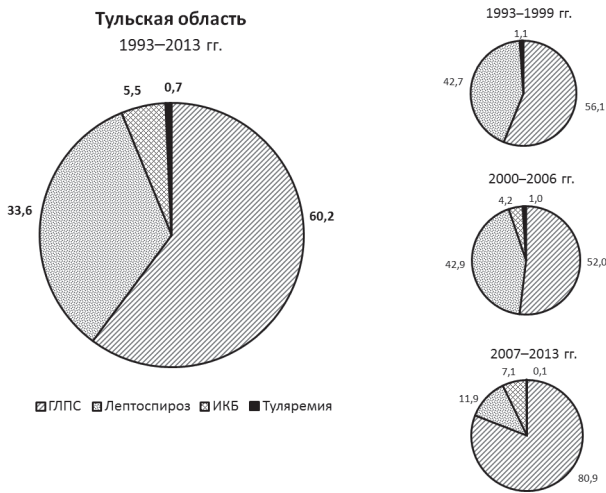 Тульская область
1993–2013 гг.
5,5
0,7
33,6
60,2
ГЛПС Лептоспироз ИКБ Туляремия
1993–1999 гг.
1,1
42,7
56,1
2000–2006 гг.
4,2
1,0
42,9
52,0
2007–2013 гг.
7,1
0,1
11,9
80,9